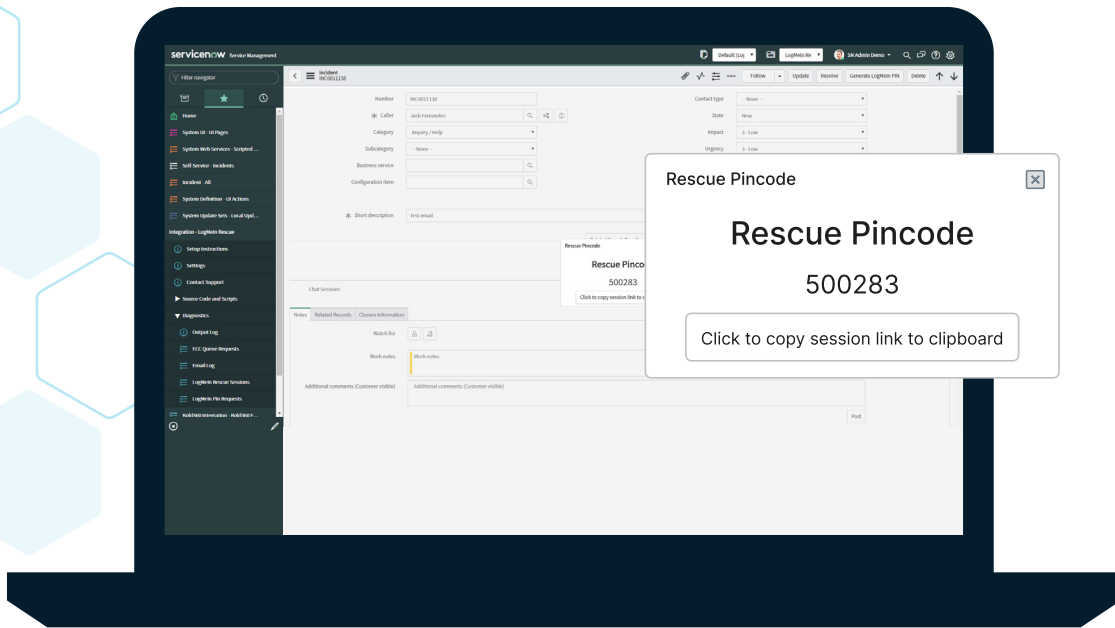 servicenow Service Management
Default (Log
LogMeIn Re
SN Admin Demo
Filter navigator
Incident
INC0011138
Follow
Update
Resolve
Generate LogMeIn PIN
Delete
Home
System UI - UI Pages
System Web Services - Scripted ...
Self-Service - Incidents
Incident - All
System Definition - UI Actions
System Update Sets - Local Upd...
Integration - LogMeIn Rescue
Setup Instructions
Settings
Contact Support
Source Code and Scripts
Diagnostics
Output Log
ECC Queue Requests
Email Log
LogMeIn Rescue Sessions
LogMeIn Pin Requests
Bold360 Integration - Bold360 F...
Number
INC0011138
Caller
Jack Fernandes
Category
Inquiry / Help
Subcategory
-- None --
Business service
Configuration item
Short description
Test email
Contact type
-- None --
State
New
Impact
3 - Low
Urgency
3 - Low
Rescue Pincode
Rescue Pinco
500283
Click to copy session link to c
Chat Sessions:
Notes
Related Records
Closure Information
Watch list
Work notes
Work notes
Additional comments (Customer visible)
Additional comments (Customer visible)
Post
Rescue Pincode
Rescue Pincode
500283
Click to copy session link to clipboard